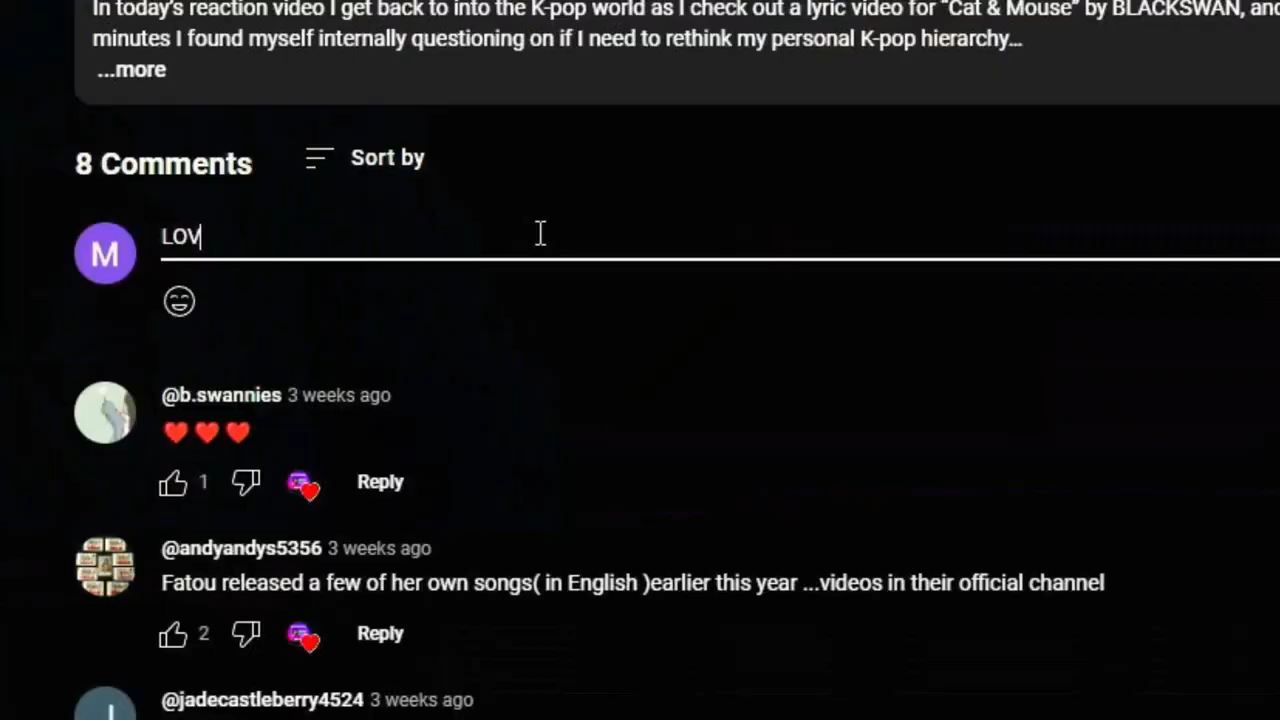 In today's reaction video I get back to into the K-pop world as I check out a lyric video for "Cat & Mouse" by BLACKSWAN, and
minutes I found myself internally questioning on if I need to rethink my personal K-pop hierarchy...
...more
8 Comments
Sort by
M
LOV
@b.swannies 3 weeks ago
1
Reply
@andyandys5356 3 weeks ago
Fatou released a few of her own songs( in English )earlier this year ...videos in their official channel
2
Reply
@jadecastleberry4524 3 weeks ago
J